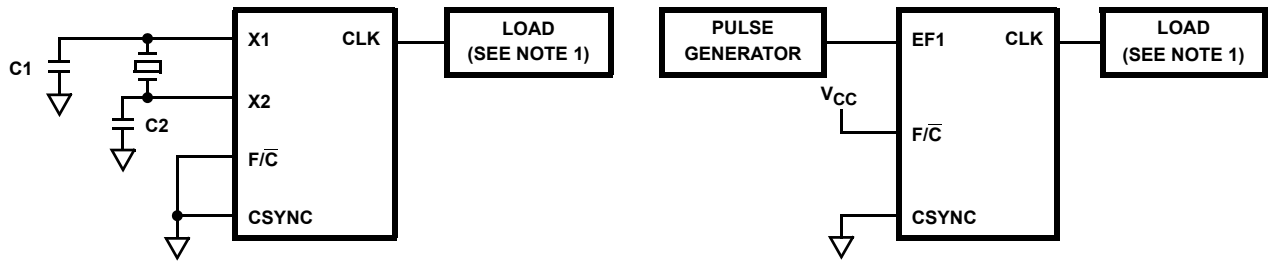 X1
CLK
LOAD
(SEE NOTE 1)
C1
X2
C2
F/C̅
CSYNC
PULSE
GENERATOR
EF1
CLK
LOAD
(SEE NOTE 1)
VCC
F/C̅
CSYNC